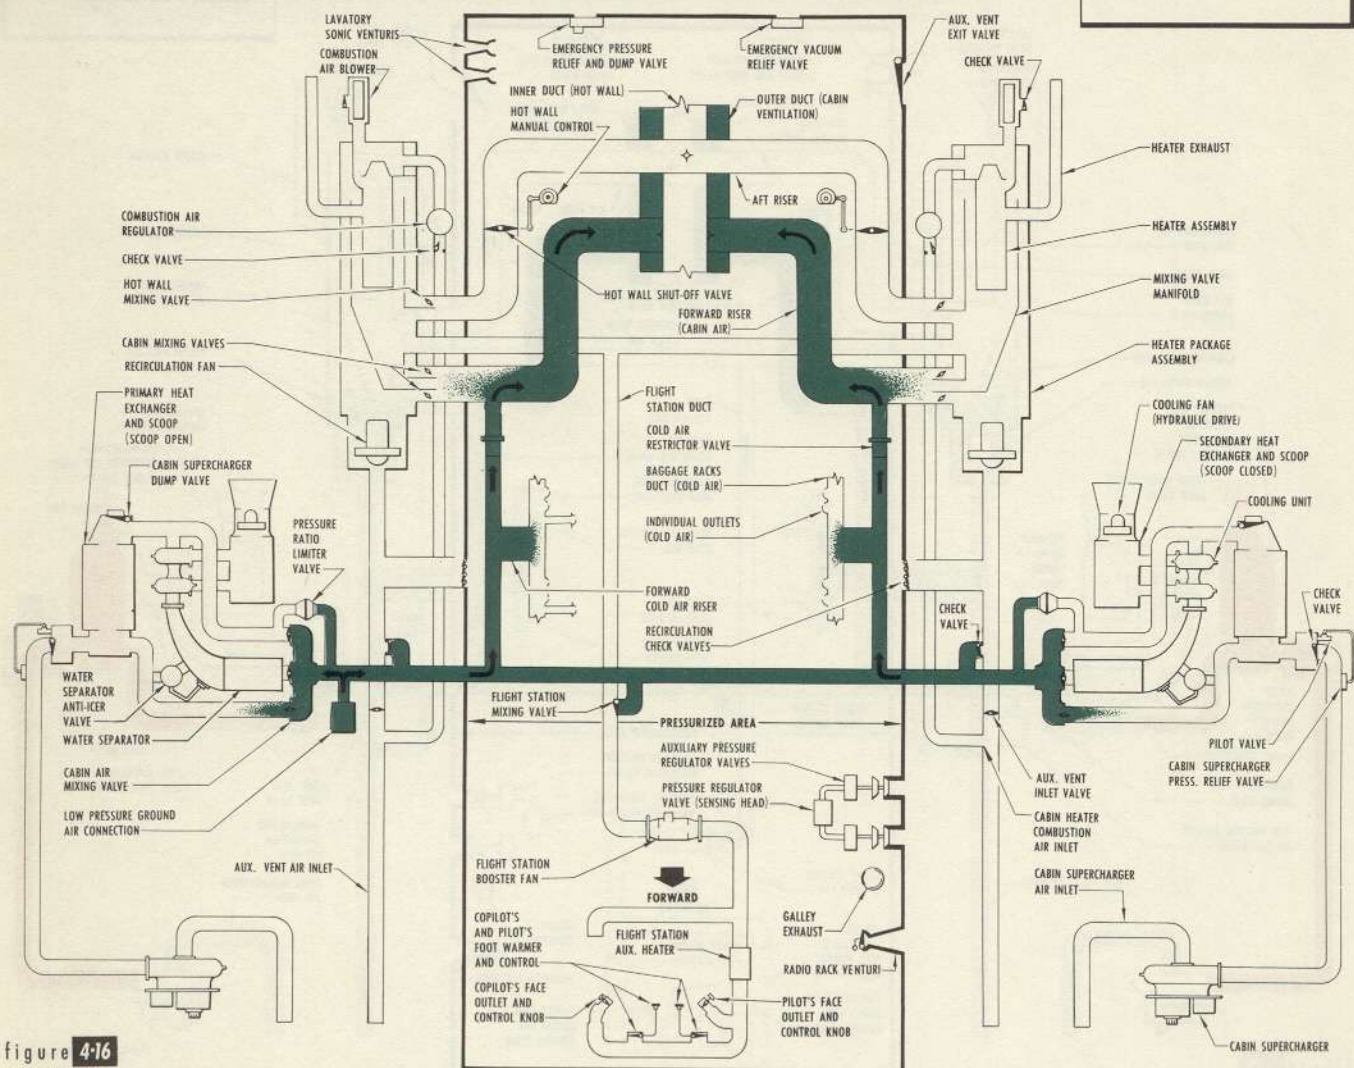 LAVATORY
SONIC VENTURIS
COMBUSTION
AIR BLOWER
EMERGENCY PRESSURE
RELIEF AND DUMP VALVE
EMERGENCY VACUUM
RELIEF VALVE
AUX. VENT
EXIT VALVE
CHECK VALVE
INNER DUCT (HOT WALL)
HOT WALL
MANUAL CONTROL
OUTER DUCT (CABIN
VENTILATION)
HEATER EXHAUST
AFT RISER
COMBUSTION AIR
REGULATOR
HEATER ASSEMBLY
CHECK VALVE
HOT WALL
MIXING VALVE
HOT WALL SHUT-OFF VALVE
MIXING VALVE
MANIFOLD
FORWARD RISER
(CABIN AIR)
CABIN MIXING VALVES
HEATER PACKAGE
ASSEMBLY
RECIRCULATION FAN
PRIMARY HEAT
EXCHANGER
AND SCOOP
(SCOOP OPEN)
FLIGHT
STATION DUCT
COOLING FAN
(HYDRAULIC DRIVE)
COLD AIR
RESTRICTOR VALVE
SECONDARY HEAT
EXCHANGER AND SCOOP
(SCOOP CLOSED)
CABIN SUPERCHARGER
DUMP VALVE
BAGGAGE RACKS
DUCT (COLD AIR)
COOLING UNIT
PRESSURE
RATIO
LIMITER
VALVE
INDIVIDUAL OUTLETS
(COLD AIR)
FORWARD
COLD AIR RISER
CHECK
VALVE
CHECK
VALVE
RECIRCULATION
CHECK VALVES
WATER
SEPARATOR
ANTI-ICER
VALVE
FLIGHT STATION
MIXING VALVE
PRESSURIZED AREA
WATER SEPARATOR
PILOT VALVE
AUXILIARY PRESSURE
REGULATOR VALVES
CABIN AIR
MIXING VALVE
CABIN SUPERCHARGER
PRESS. RELIEF VALVE
PRESSURE REGULATOR
VALVE (SENSING HEAD)
AUX. VENT
INLET VALVE
LOW PRESSURE GROUND
AIR CONNECTION
CABIN HEATER
COMBUSTION
AIR INLET
AUX. VENT AIR INLET
FLIGHT STATION
BOOSTER FAN
FORWARD
CABIN SUPERCHARGER
AIR INLET
COPILOT'S
AND PILOT'S
FOOT WARMER
AND CONTROL
FLIGHT STATION
AUX. HEATER
GALLEY
EXHAUST
RADIO RACK VENTURI
COPILOT'S FACE
OUTLET AND
CONTROL KNOB
PILOT'S FACE
OUTLET AND
CONTROL KNOB
CABIN SUPERCHARGER
figure 4-16